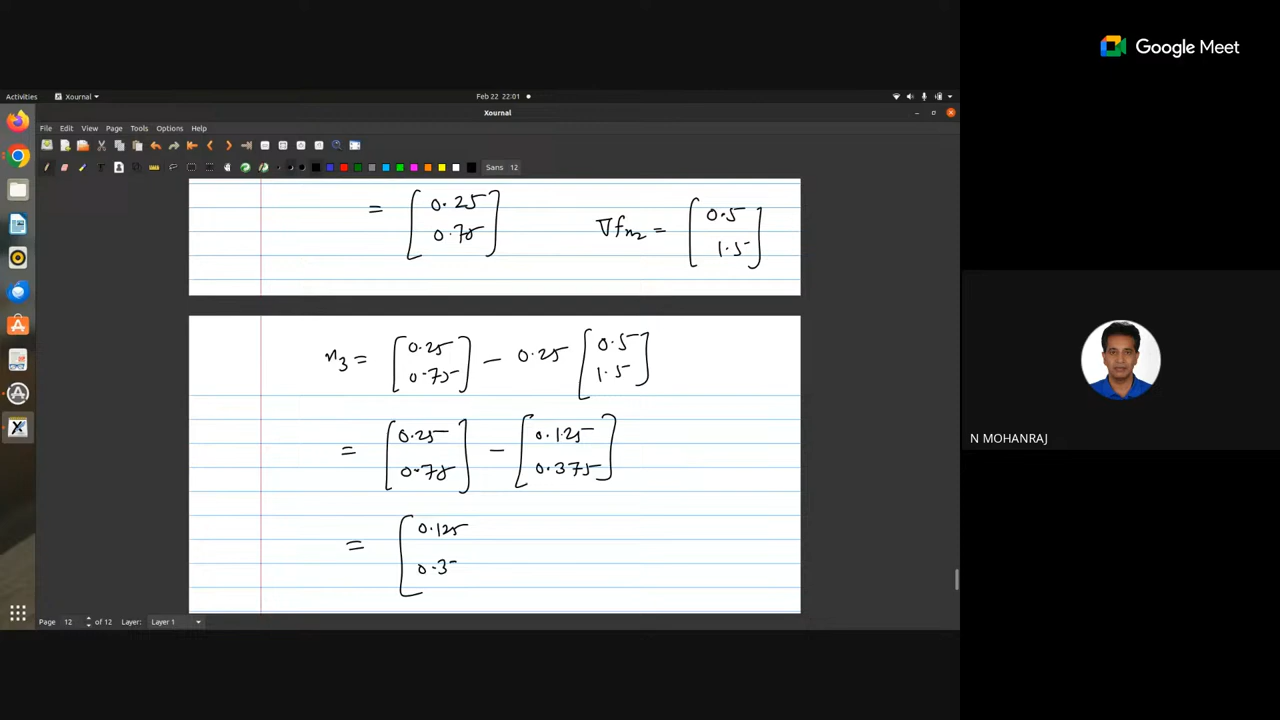 Google Meet
Activities Xournal Feb 22 22:01
Xournal
File Edit View Page Tools Options Help
Sans 12
= [0.25 0.75] ∇fx2 = [0.5 1.5]
x3 = [0.25 0.75] - 0.25 [0.5 1.5]
= [0.25 0.75] - [0.125 0.375]
= [0.125 0.3
N MOHANRAJ
Page 12 of 12 Layer: Layer 1